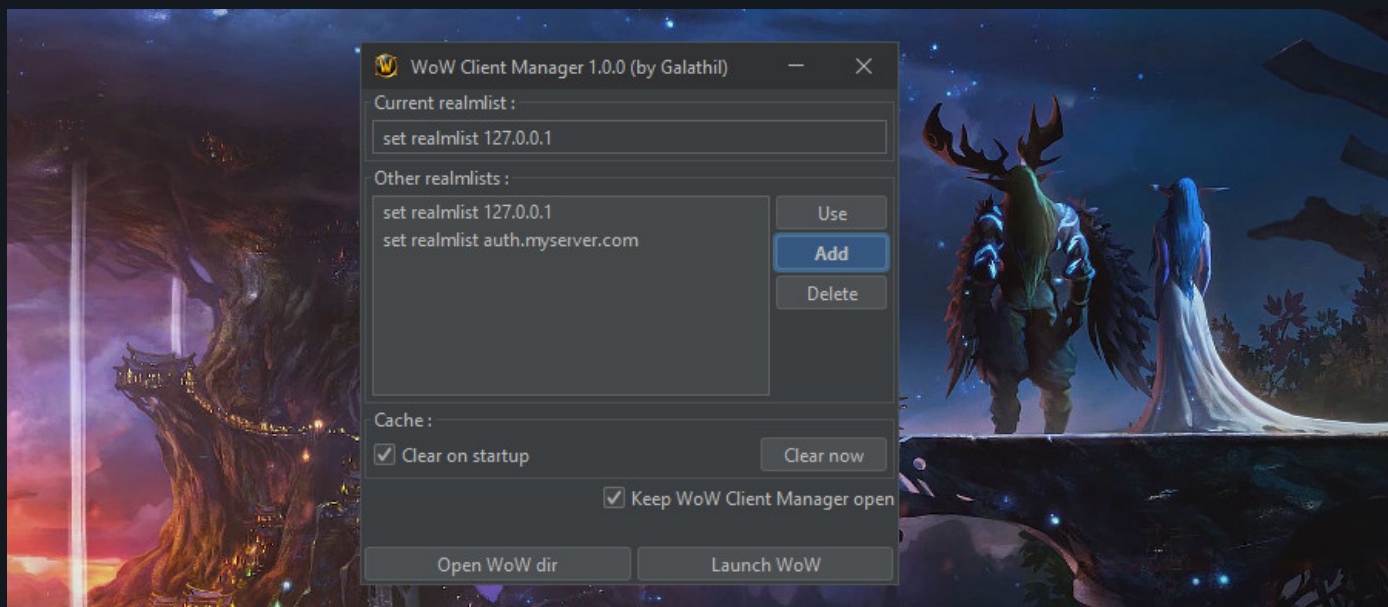 WoW Client Manager 1.0.0 (by Galathil)
Current realmlist :
set realmlist 127.0.0.1
Other realmlists :
set realmlist 127.0.0.1
set realmlist auth.myserver.com
Use
Add
Delete
Cache :
Clear on startup
Clear now
Keep WoW Client Manager open
Open WoW dir
Launch WoW